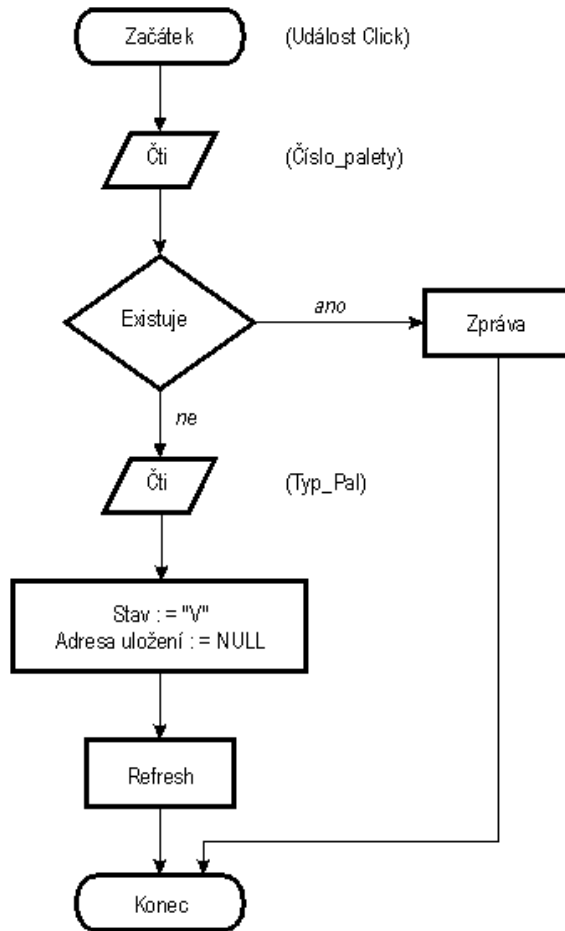 Začátek (Událost Click)
Čti (Číslo_palety)
Existuje ano Zpráva
ne
Čti (Typ_Pal)
Stav : = "V"
Adresa uložení : = NULL
Refresh
Konec